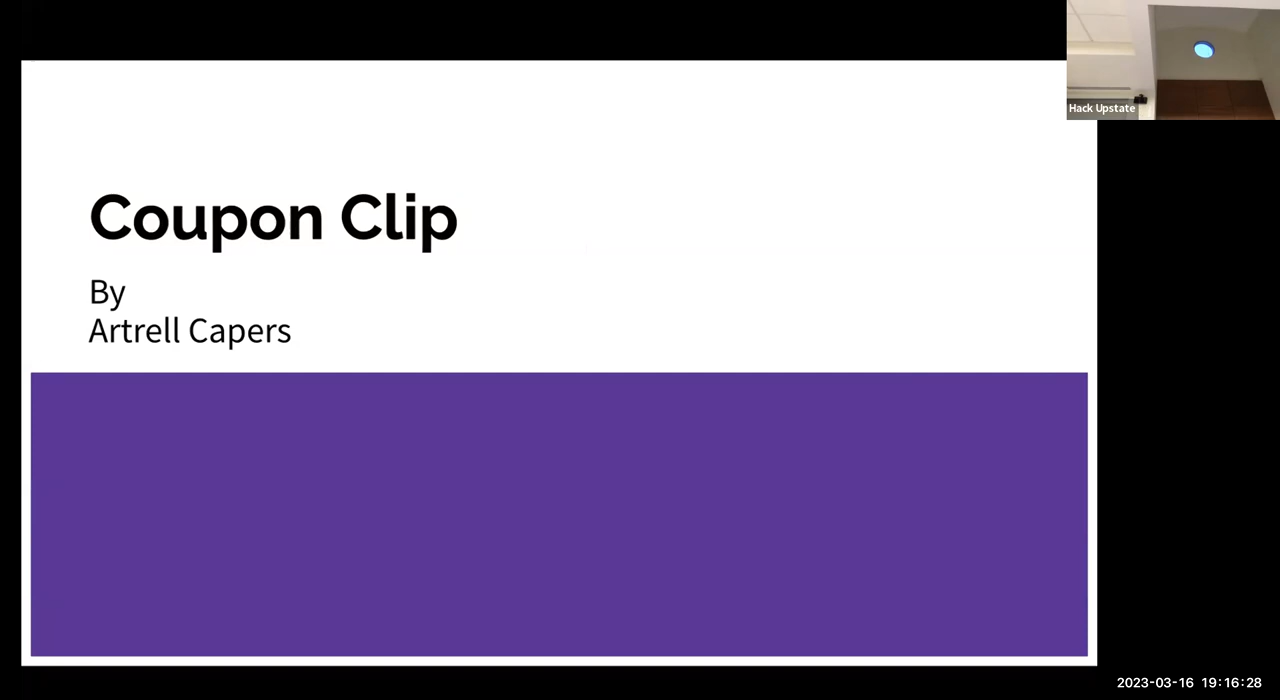 Hack Upstate
Coupon Clip
By
Artrell Capers
2023-03-16 19:16:28